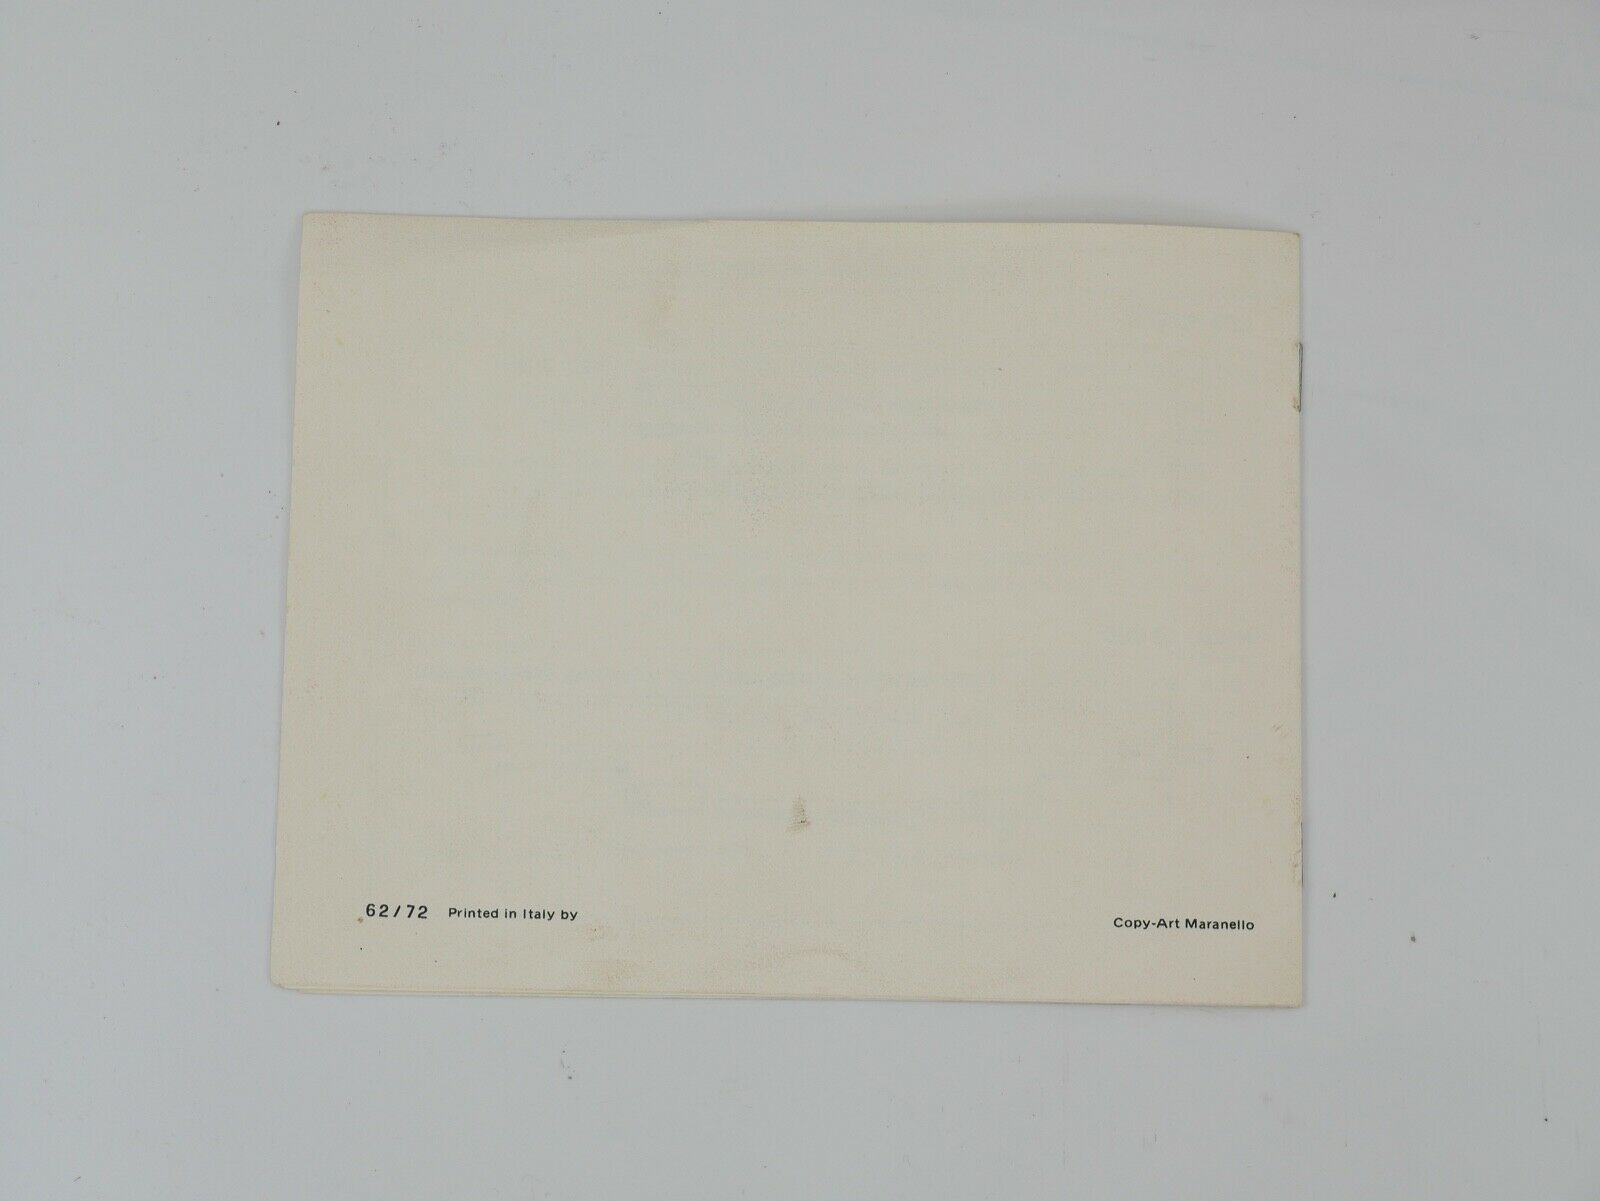 62/72 Printed in Italy by
Copy-Art Maranello